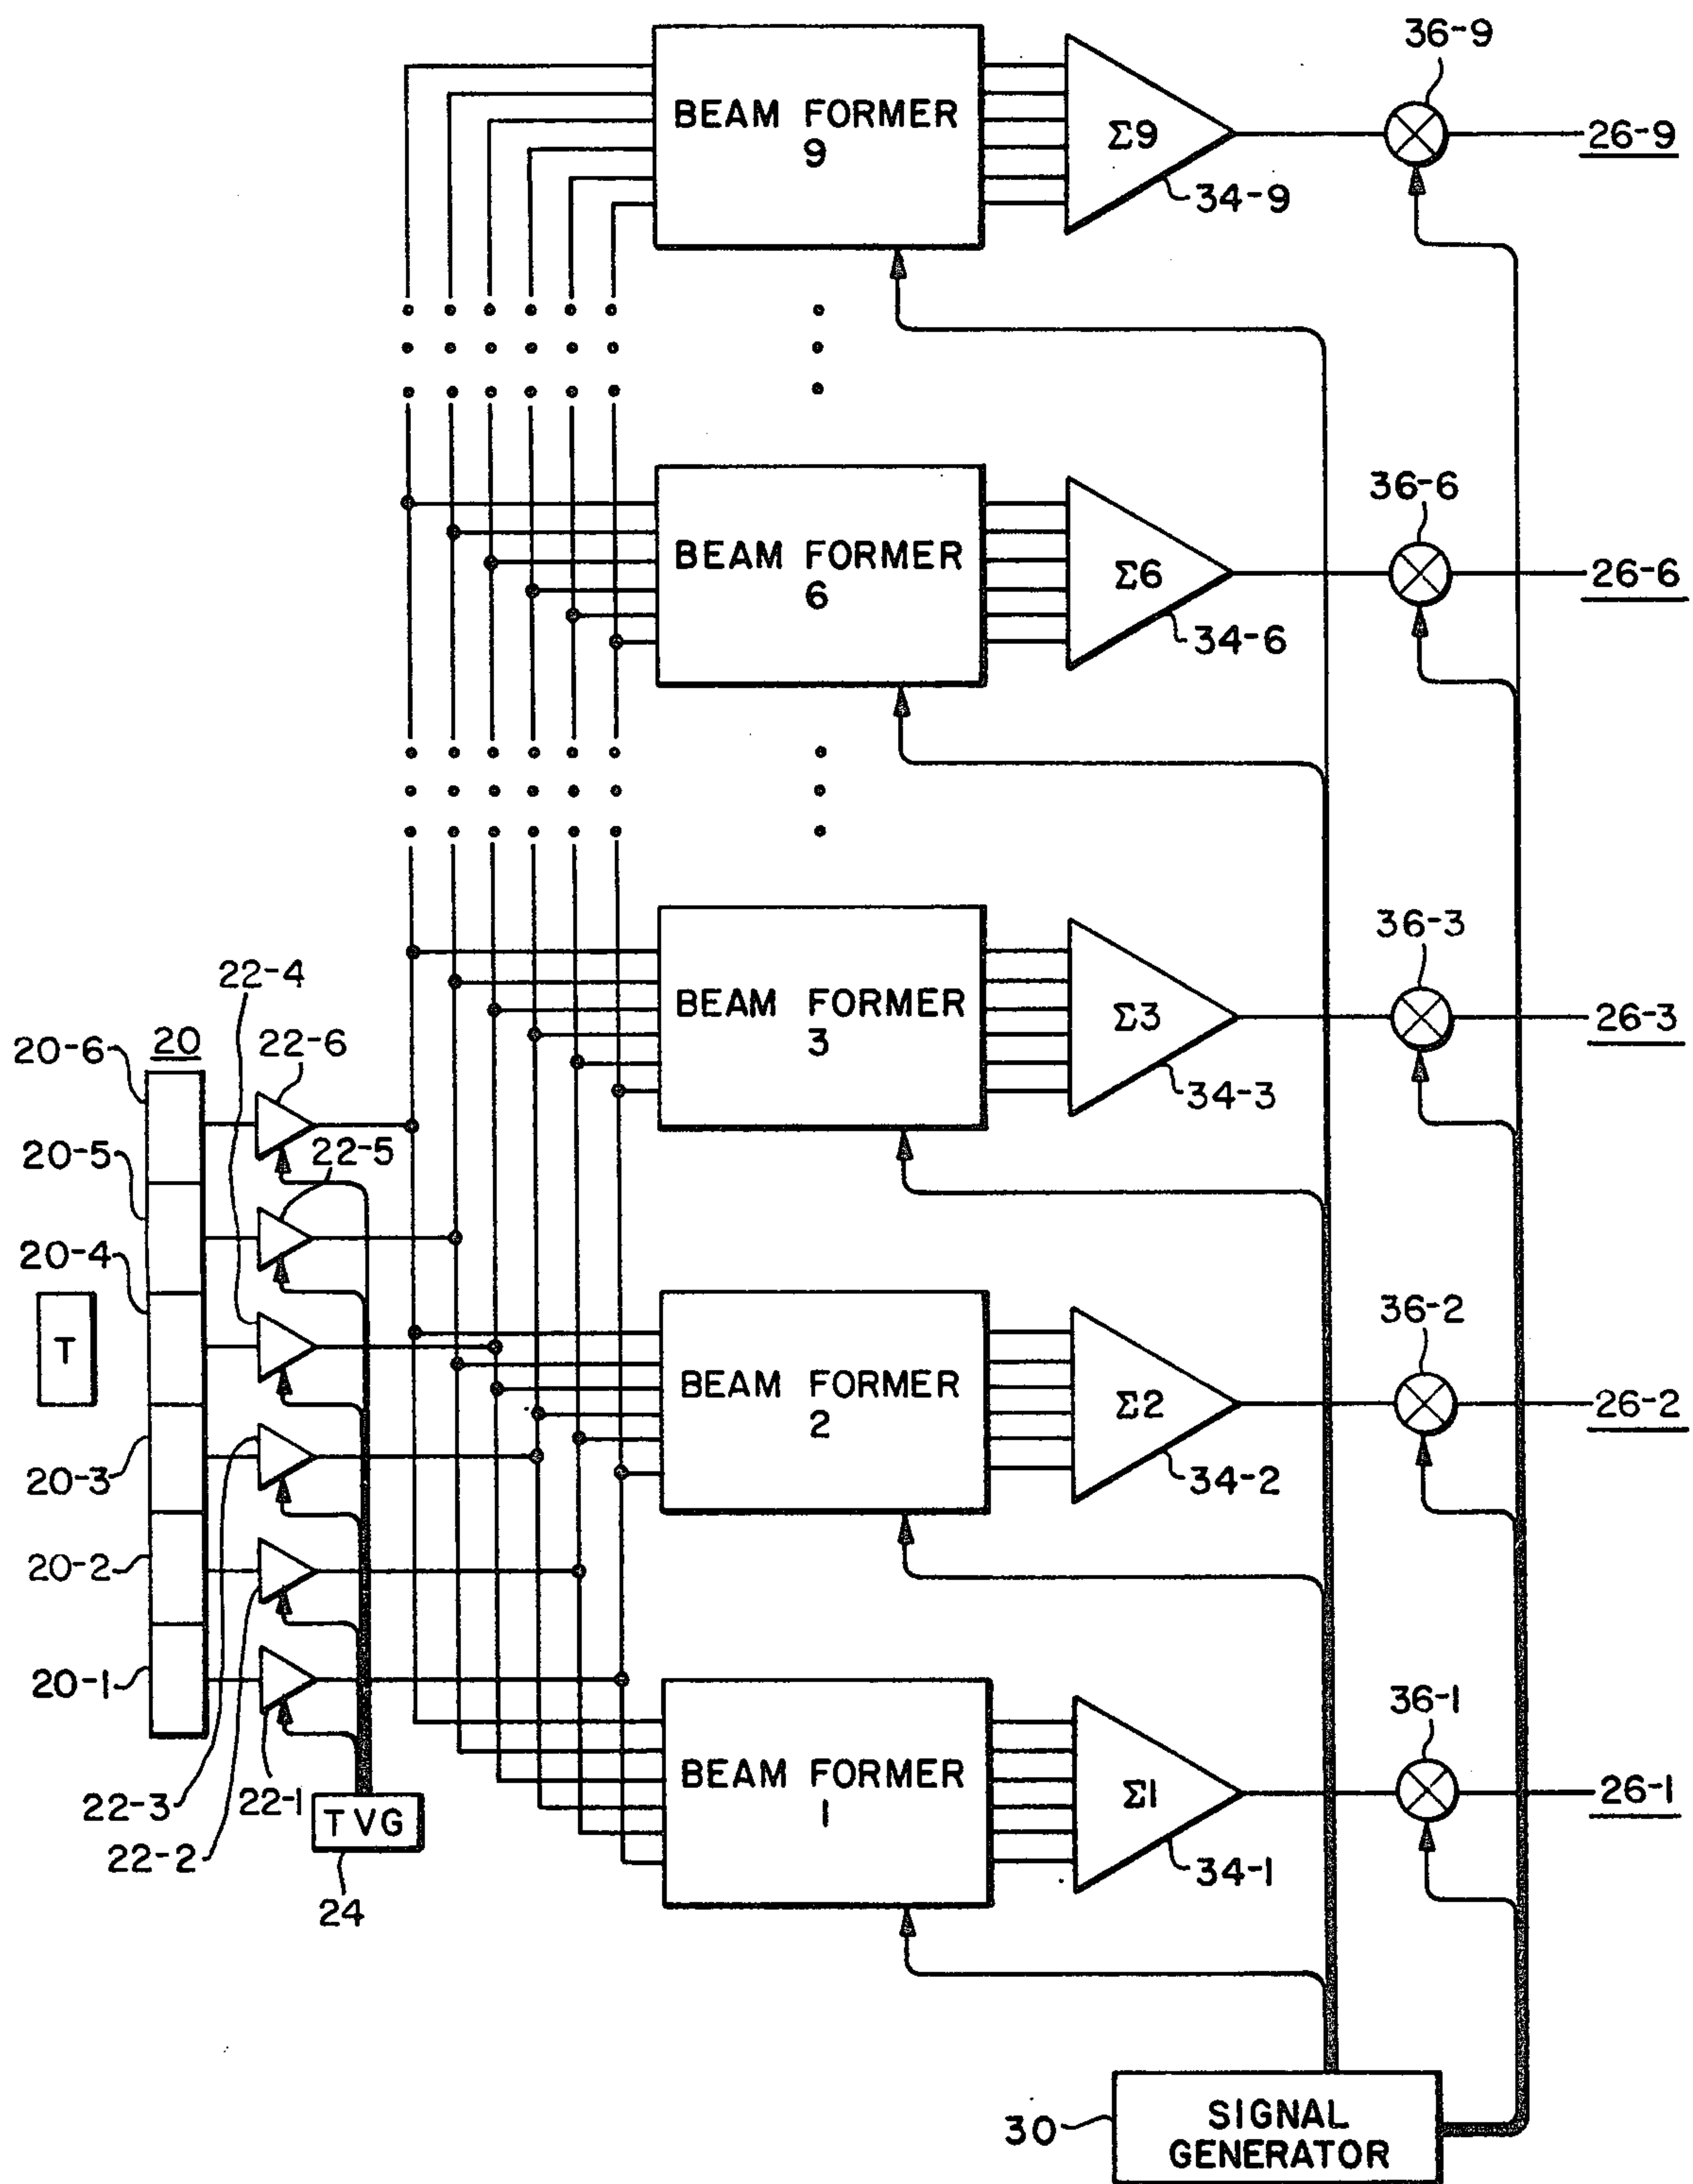 36-9
BEAM FORMER
9
Σ9
26-9
34-9
36-6
BEAM FORMER
6
Σ6
26-6
34-6
36-3
BEAM FORMER
3
Σ3
26-3
34-3
22-4
20-6
20
22-6
20-5
22-5
20-4
T
36-2
BEAM FORMER
2
Σ2
26-2
34-2
20-3
20-2
20-1
36-1
BEAM FORMER
1
Σ1
26-1
34-1
22-3
22-1
TVG
22-2
24
30
SIGNAL
GENERATOR